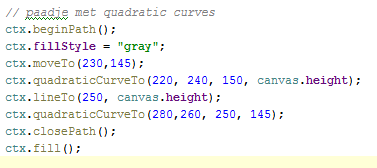 // paadje met quadratic curves
ctx.beginPath();
ctx.fillStyle = "gray";
ctx.moveTo(230,145);
ctx.quadraticCurveTo(220, 240, 150, canvas.height);
ctx.lineTo(250, canvas.height);
ctx.quadraticCurveTo(280,260, 250, 145);
ctx.closePath();
ctx.fill();